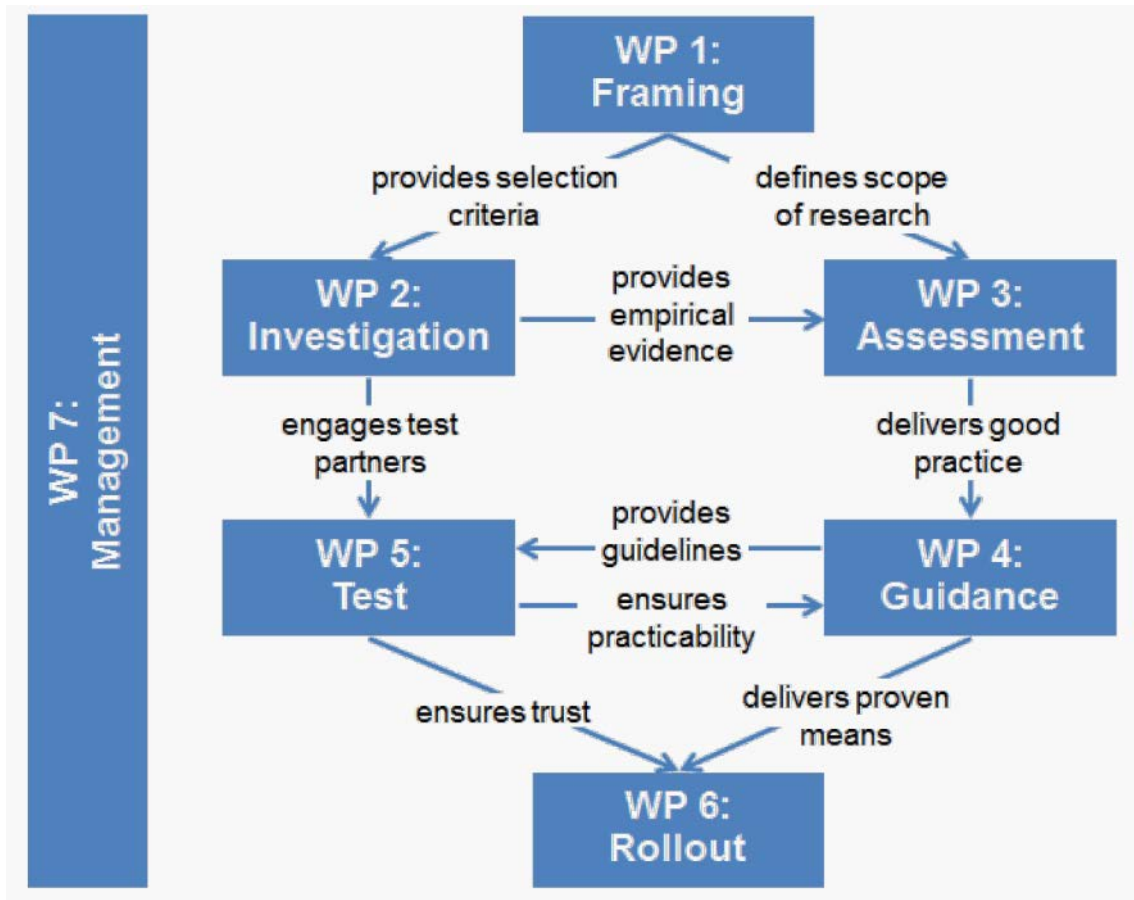 WP 7:
Management
WP 1:
Framing
provides selection
criteria
defines scope
of research
WP 2:
Investigation
provides
empirical
evidence
WP 3:
Assessment
engages test
partners
delivers good
practice
WP 5:
Test
provides
guidelines
ensures
practicability
WP 4:
Guidance
ensures trust
delivers proven
means
WP 6:
Rollout